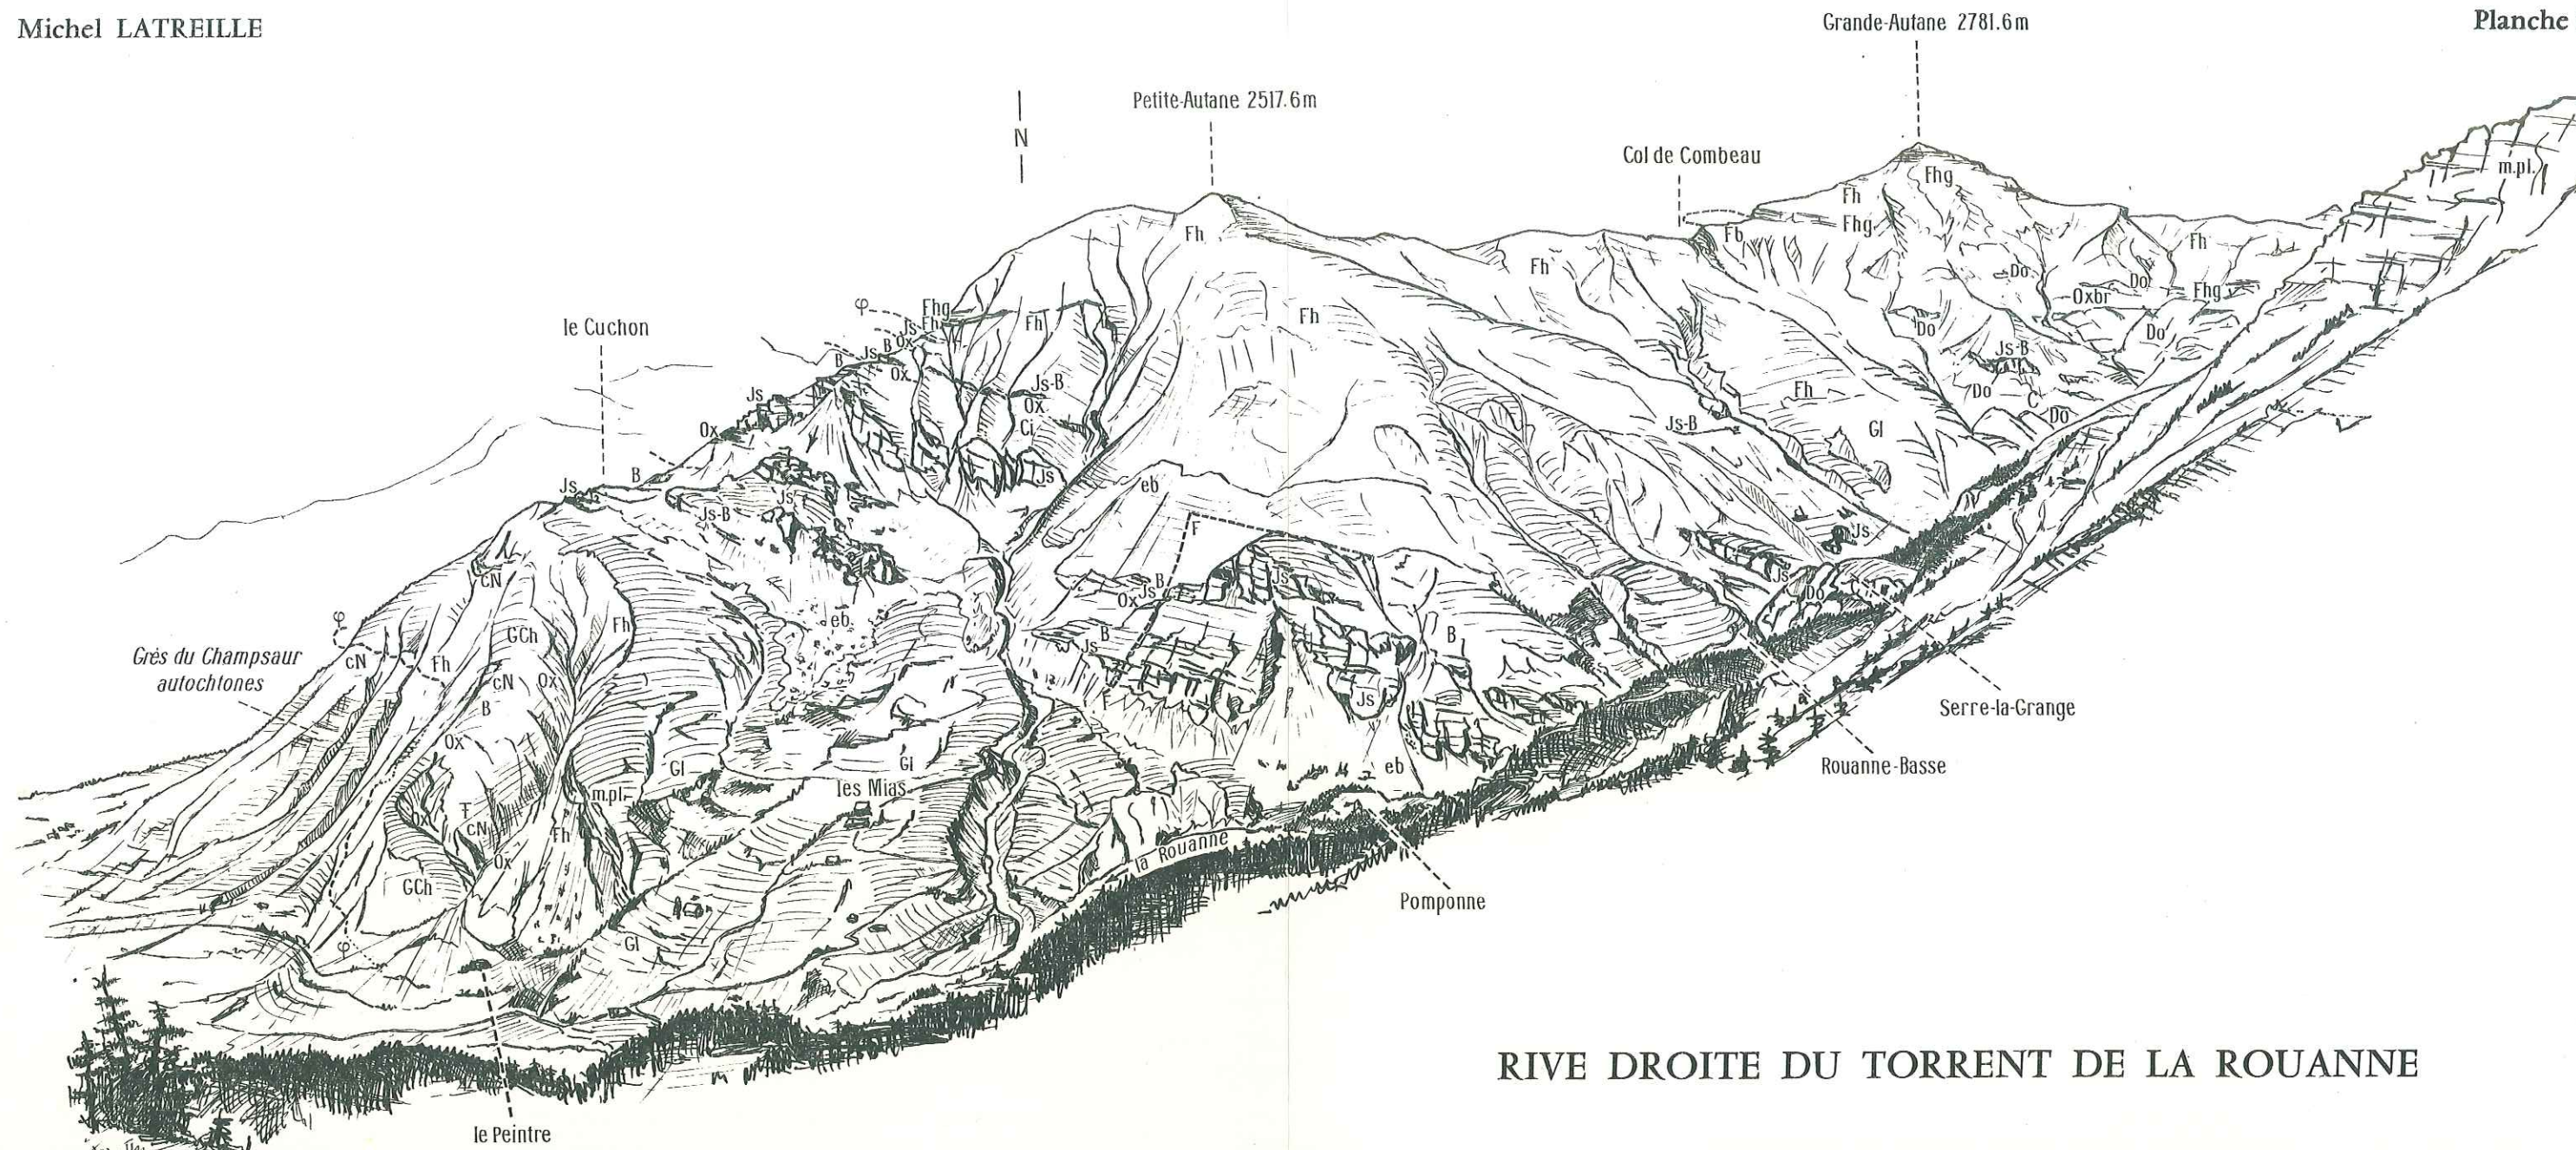 Michel LATREILLE
Planche
Grande-Autane 2781.6m
Petite-Autane 2517.6m
N
Col de Combeau
le Cuchon
Fhg
Fh
Fhg
Fb
Fh
Fh
Fh
m.pl.
Do
Do
Oxbr
Fh
Fhg
Do
Do
Js-B
Do
C
Do
φ
Fhg
Fh
Js
Ox
B
Js
B
Ox
Fh
Js-B
Ox
Ci
Js
Fh
Fh
Js-B
Gl
Js
Ox
B
Js
Js
Js-B
eb
F
Js
B
Js
Ox
Js
Do
C
cN
GCh
Fh
φ
cN
Fh
cN
Ox
B
Ox
eb
B
Js
F
B
Js
Grès du Champsaur
autochtones
Serre-la-Grange
Rouanne-Basse
Gl
Gl
les Mias
m.pl.
eb
Ox
T
cN
Fh
Ox
GCh
la Rouanne
Pomponne
Gl
φ
le Peintre
RIVE DROITE DU TORRENT DE LA ROUANNE